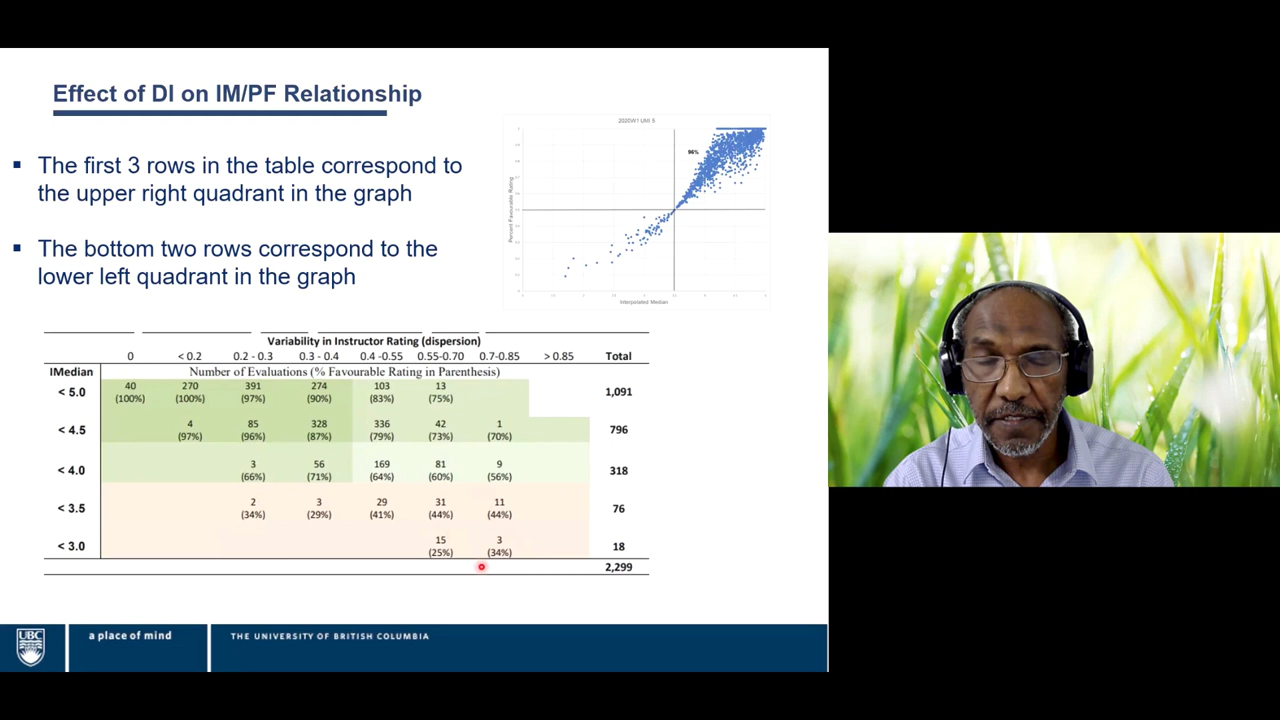 Effect of DI on IM/PF Relationship
▪ The first 3 rows in the table correspond to
the upper right quadrant in the graph
▪ The bottom two rows correspond to the
lower left quadrant in the graph
2020W1 UMI 5
96%
Percent Favourable Rating
Interpolated Median
Variability in Instructor Rating (dispersion)
0 < 0.2 0.2 - 0.3 0.3 - 0.4 0.4 -0.55 0.55-0.70 0.7-0.85 > 0.85 Total
IMedian Number of Evaluations (% Favourable Rating in Parenthesis)
< 5.0 40 270 391 274 103 13 1,091
(100%) (100%) (97%) (90%) (83%) (75%)
< 4.5 4 85 328 336 42 1 796
(97%) (96%) (87%) (79%) (73%) (70%)
< 4.0 3 56 169 81 9 318
(66%) (71%) (64%) (60%) (56%)
< 3.5 2 3 29 31 11 76
(34%) (29%) (41%) (44%) (44%)
< 3.0 15 3 18
(25%) (34%)
2,299
UBC
a place of mind
THE UNIVERSITY OF BRITISH COLUMBIA